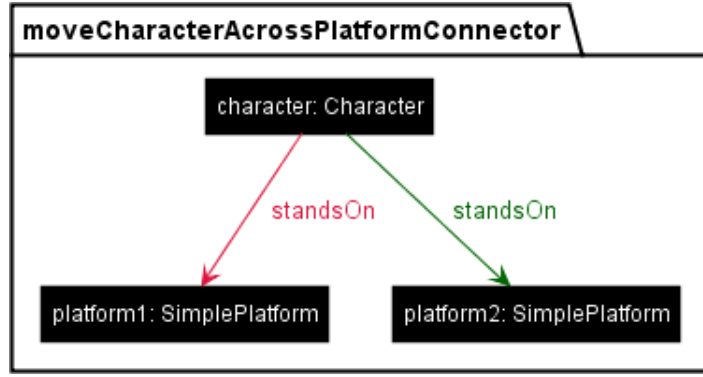 moveCharacterAcrossPlatformConnector
character: Character
standsOn
standsOn
platform1: SimplePlatform
platform2: SimplePlatform